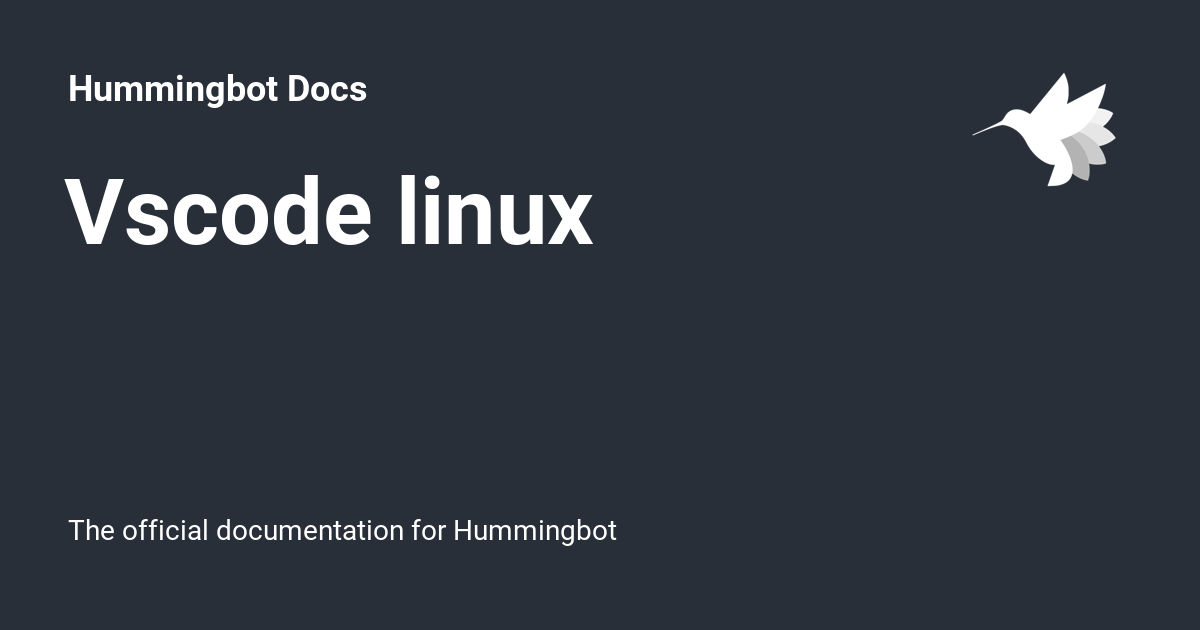 Hummingbot Docs
Vscode linux
The official documentation for Hummingbot